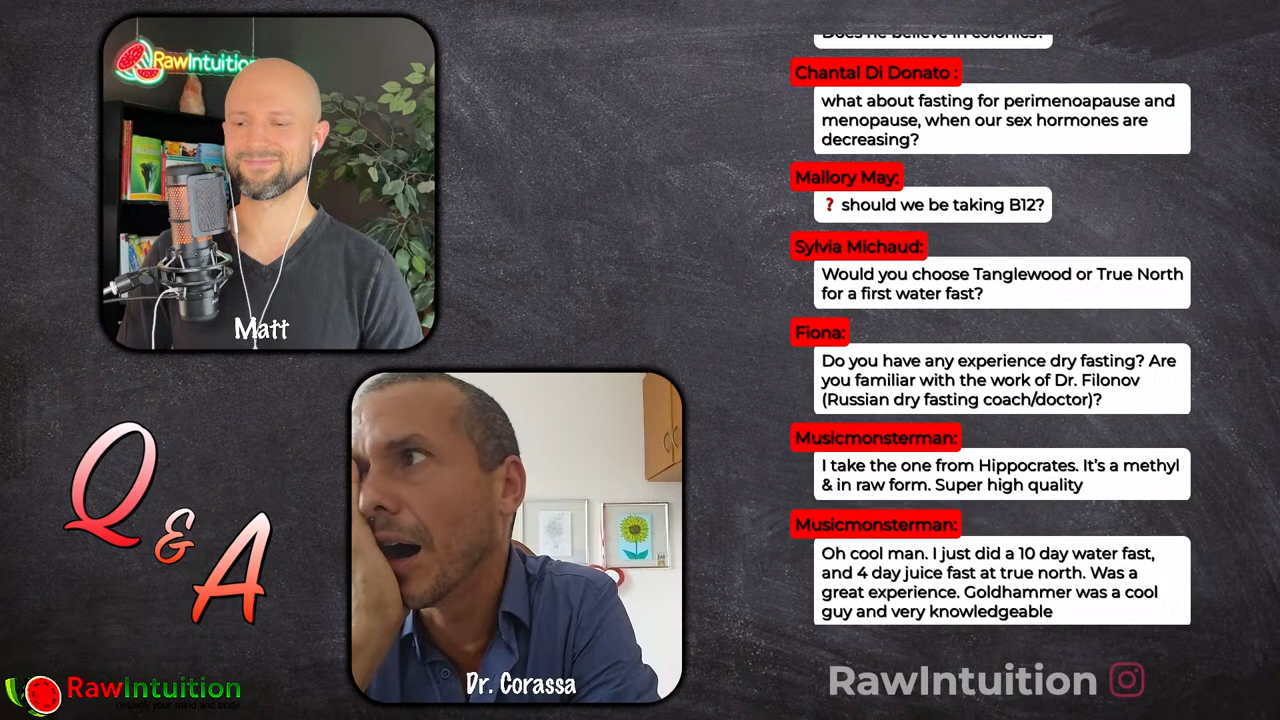 RawIntuition
Matt
Q & A
Dr. Corassa
RawIntuition
Does he believe in colonics?
Chantal Di Donato :
what about fasting for perimenoapause and
menopause, when our sex hormones are
decreasing?
Mallory May:
? should we be taking B12?
Sylvia Michaud:
Would you choose Tanglewood or True North
for a first water fast?
Fiona:
Do you have any experience dry fasting? Are
you familiar with the work of Dr. Filonov
(Russian dry fasting coach/doctor)?
Musicmonsterman:
I take the one from Hippocrates. It’s a methyl
& in raw form. Super high quality
Musicmonsterman:
Oh cool man. I just did a 10 day water fast,
and 4 day juice fast at true north. Was a
great experience. Goldhammer was a cool
guy and very knowledgeable
RawIntuition